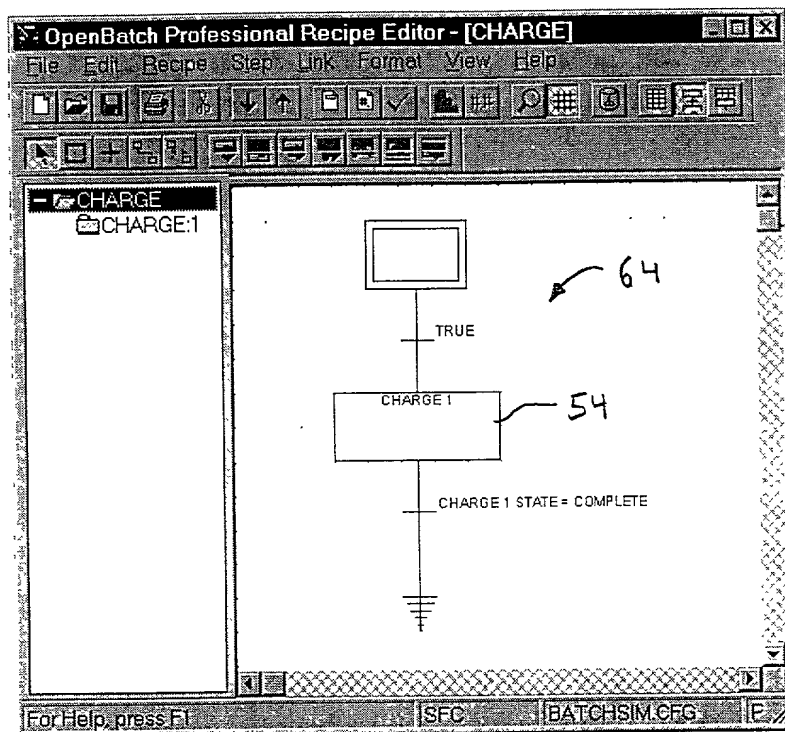 OpenBatch Professional Recipe Editor - [CHARGE]
File Edit Recipe Step Link Format View Help
CHARGE
CHARGE:1
64
TRUE
CHARGE 1
54
CHARGE 1 STATE = COMPLETE
For Help, press F1 SFC BATCHSIM.CFG P